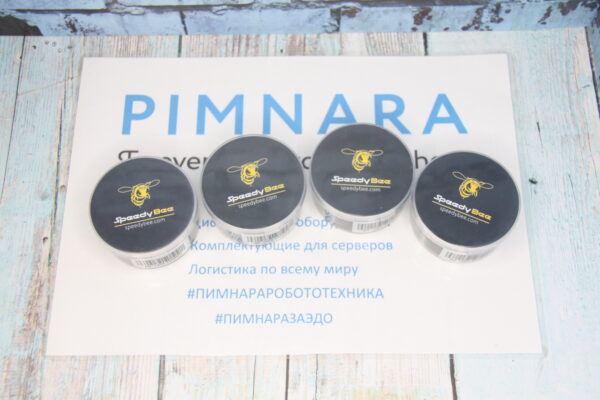 PIMNARA
SpeedyBee
speedybee.com
SpeedyBee
speedybee.com
SpeedyBee
speedybee.com
SpeedyBee
speedybee.com
Комплектующие для серверов
Логистика по всему миру
#ПИМНАРАРОБОТОТЕХНИКА
#ПИМНАРАЗАЭДО